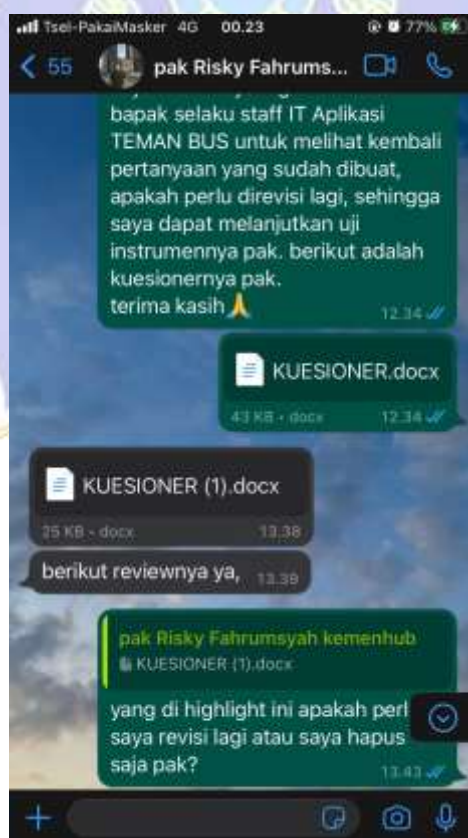 Tsel-PakaiMasker 4G 00.23 77%
55 pak Risky Fahrums...
bapak selaku staff IT Aplikasi
TEMAN BUS untuk melihat kembali
pertanyaan yang sudah dibuat,
apakah perlu direvisi lagi, sehingga
saya dapat melanjutkan uji
instrumennya pak. berikut adalah
kuesionernya pak.
terima kasih🙏 12.34
KUESIONER.docx
43 KB • docx 12.34
KUESIONER (1).docx
25 KB • docx 13.38
berikut reviewnya ya, 13.39
pak Risky Fahrumsyah kemenhub
KUESIONER (1).docx
yang di highlight ini apakah perl
saya revisi lagi atau saya hapus
saja pak? 13.43